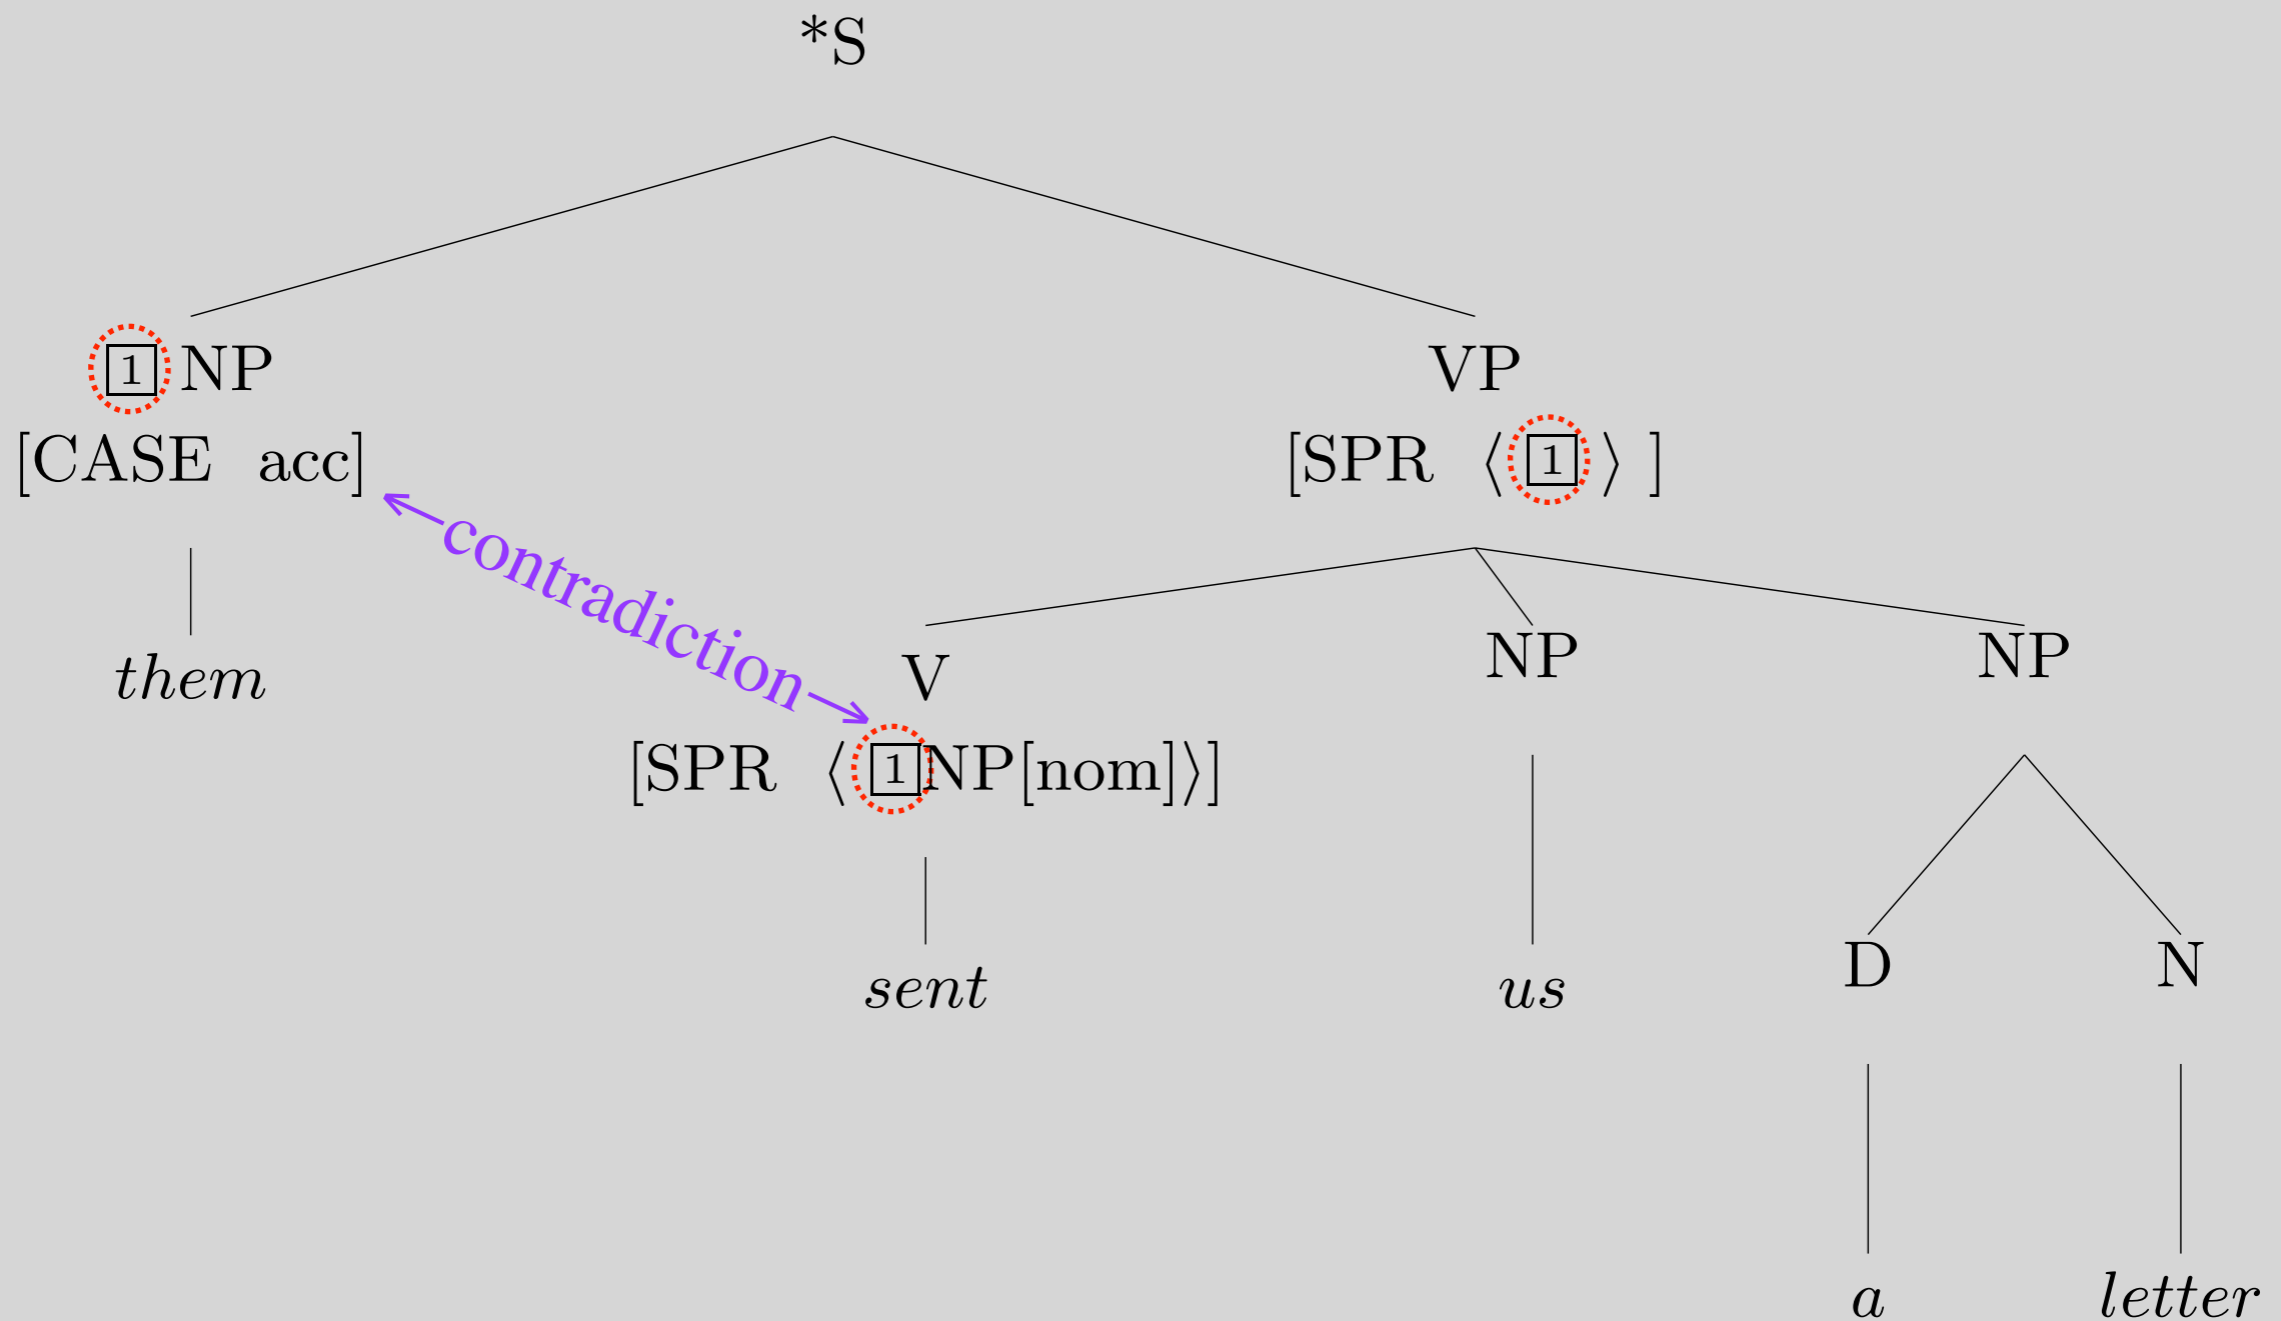 *S
1 NP VP
[CASE acc] [SPR ⟨ 1 ⟩ ]
contradiction
them V NP NP
[SPR ⟨ 1 NP[nom]⟩]
sent us D N
a letter